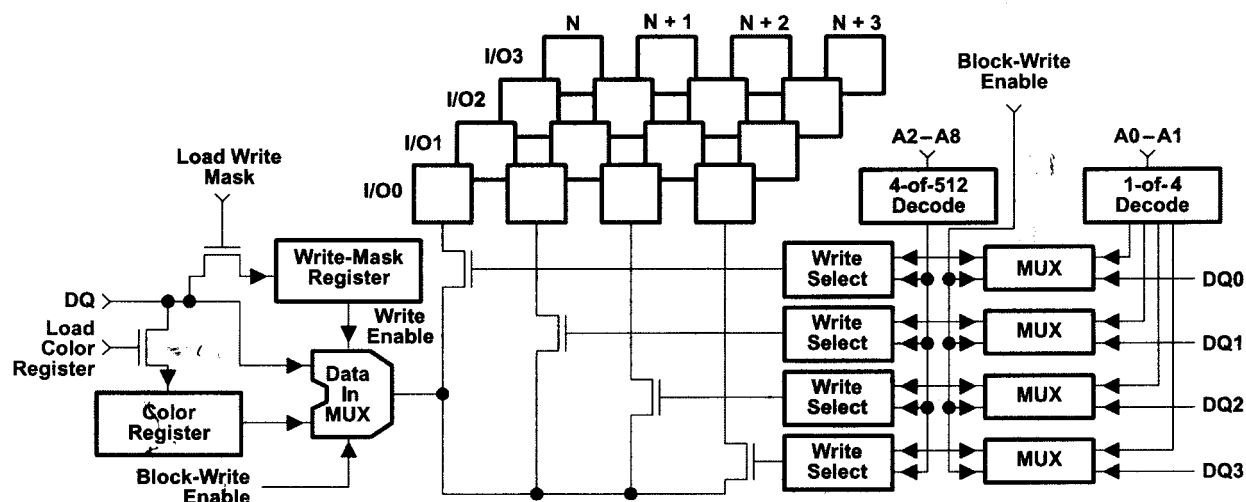 N
N + 1
N + 2
N + 3
I/O3
I/O2
I/O1
I/O0
Block-Write
Enable
A2–A8
A0–A1
4-of-512
Decode
1-of-4
Decode
Load Write
Mask
Write-Mask
Register
DQ
Load
Color
Register
Write
Enable
Data
In
MUX
Color
Register
Block-Write
Enable
Write
Select
MUX
DQ0
Write
Select
MUX
DQ1
Write
Select
MUX
DQ2
Write
Select
MUX
DQ3